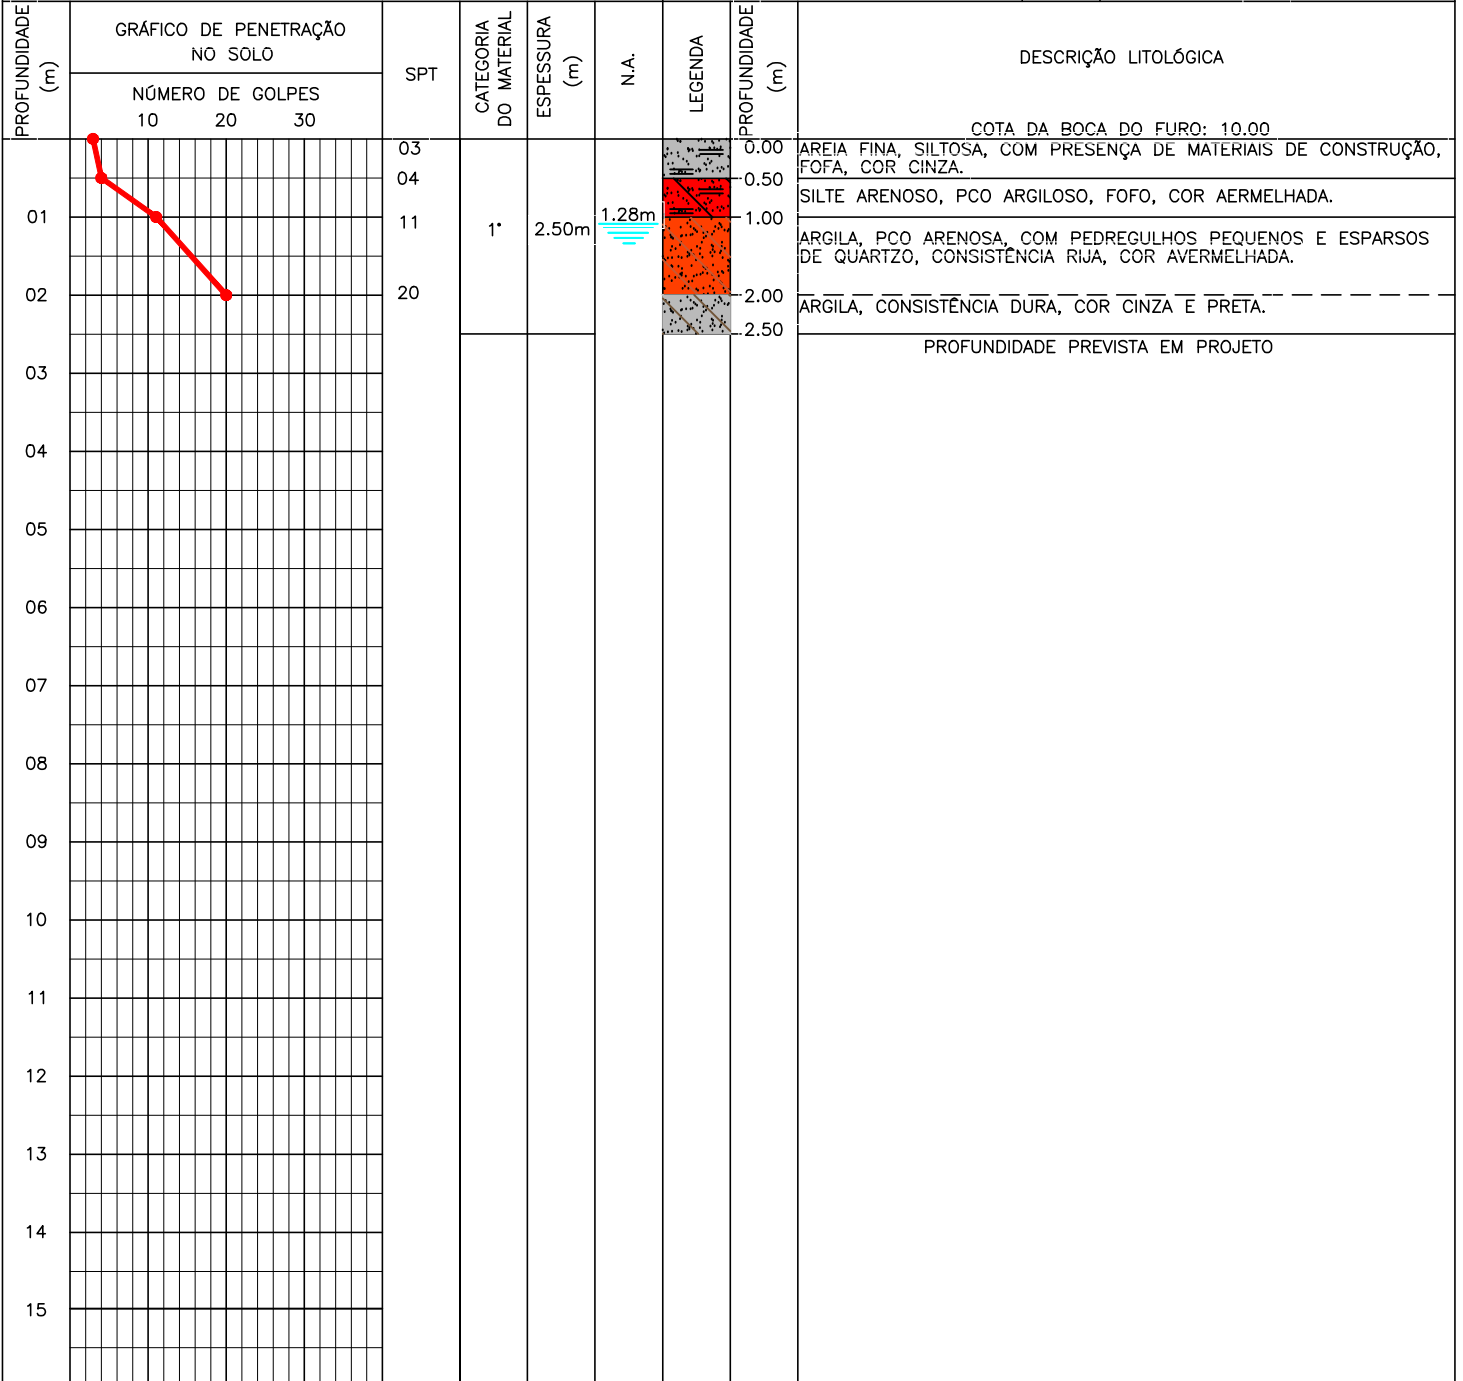 PROFUNDIDADE
(m)
GRÁFICO DE PENETRAÇÃO
NO SOLO
NÚMERO DE GOLPES
10 20 30
SPT
CATEGORIA
DO MATERIAL
ESPESSURA
(m)
N.A.
LEGENDA
PROFUNDIDADE
(m)
DESCRIÇÃO LITOLÓGICA
COTA DA BOCA DO FURO: 10.00
03
04
11
20
1°
2.50m
1.28m
0.00
AREIA FINA, SILTOSA, COM PRESENÇA DE MATERIAIS DE CONSTRUÇÃO,
FOFA, COR CINZA.
0.50
SILTE ARENOSO, PCO ARGILOSO, FOFO, COR AERMELHADA.
1.00
ARGILA, PCO ARENOSA, COM PEDREGULHOS PEQUENOS E ESPARSOS
DE QUARTZO, CONSISTÊNCIA RIJA, COR AVERMELHADA.
2.00
ARGILA, CONSISTÊNCIA DURA, COR CINZA E PRETA.
2.50
PROFUNDIDADE PREVISTA EM PROJETO
01
02
03
04
05
06
07
08
09
10
11
12
13
14
15